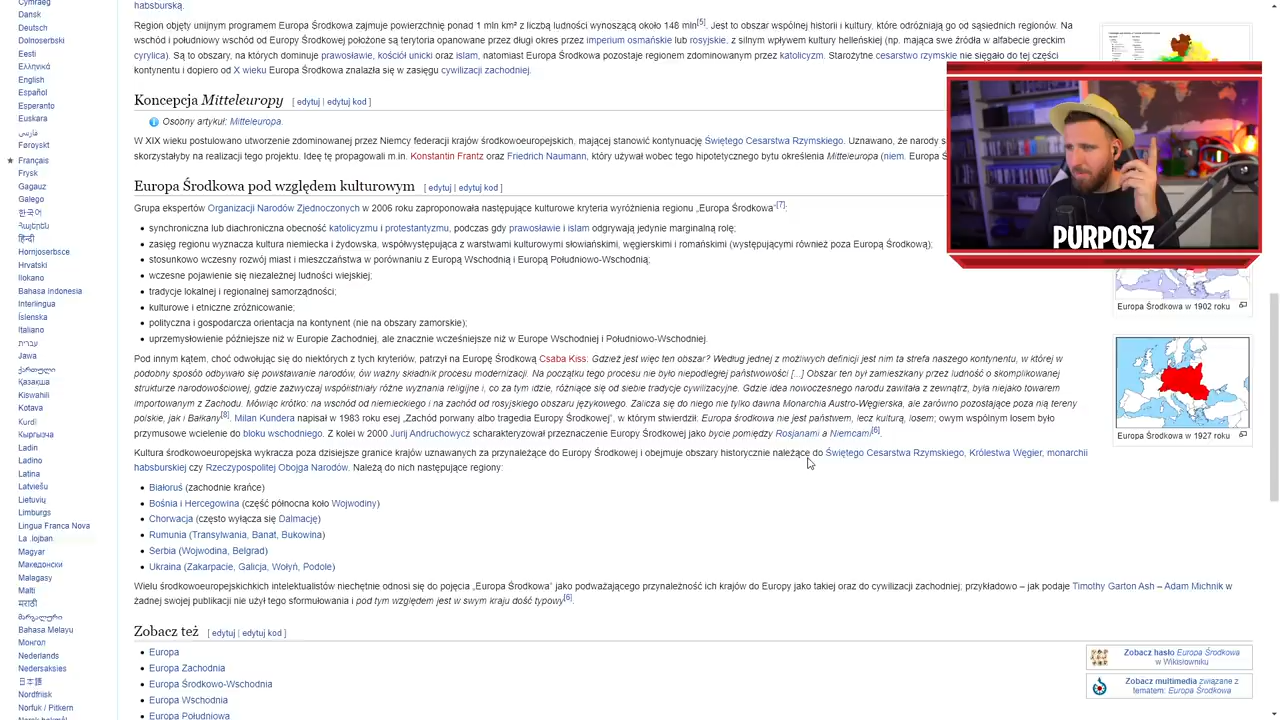 habsburską.
Region objęty unijnym programem Europa Środkowa zajmuje powierzchnię ponad 1 mln km² z liczbą ludności wynoszącą około 148 mln[5]. Jest to obszar wspólnej historii i kultury, które odróżniają go od sąsiednich regionów. Na
wschód i południowy wschód od Europy Środkowej położone są terytoria opanowane przez długi okres przez imperium osmańskie lub rosyjskie, z silnym wpływem kultury helleńskiej (np. mająca swe źródła w alfabecie greckim
cyrylica). Są to obszary, na których dominuje prawosławie, kościół grecki oraz islam, natomiast Europa Środkowa pozostaje regionem zdominowanym przez katolicyzm. Starożytne cesarstwo rzymskie nie sięgało do tej części
kontynentu i dopiero od X wieku Europa Środkowa znalazła się w zasięgu cywilizacji zachodniej.
Koncepcja Mitteleuropy [ edytuj | edytuj kod ]
Osobny artykuł: Mitteleuropa.
W XIX wieku postulowano utworzenie zdominowanej przez Niemcy federacji krajów środkowoeuropejskich, mającej stanowić kontynuację Świętego Cesarstwa Rzymskiego. Uznawano, że narody s
skorzystałyby na realizacji tego projektu. Ideę tę propagowali m.in. Konstantin Frantz oraz Friedrich Naumann, który używał wobec tego hipotetycznego bytu określenia Mitteleuropa (niem. Europa Ś
Europa Środkowa pod względem kulturowym [ edytuj | edytuj kod ]
Grupa ekspertów Organizacji Narodów Zjednoczonych w 2006 roku zaproponowała następujące kulturowe kryteria wyróżnienia regionu „Europa Środkowa"[7]:
synchroniczna lub diachroniczna obecność katolicyzmu i protestantyzmu, podczas gdy prawosławie i islam odgrywają jedynie marginalną rolę;
zasięg regionu wyznacza kultura niemiecka i żydowska, współwystępująca z warstwami kulturowymi słowiańskimi, węgierskimi i romańskimi (występującymi również poza Europą Środkową);
stosunkowo wczesny rozwój miast i mieszczaństwa w porównaniu z Europą Wschodnią i Europą Południowo-Wschodnią;
wczesne pojawienie się niezależnej ludności wiejskiej;
tradycje lokalnej i regionalnej samorządności;
kulturowe i etniczne zróżnicowanie;
polityczna i gospodarcza orientacja na kontynent (nie na obszary zamorskie);
uprzemysłowienie późniejsze niż w Europie Zachodniej, ale znacznie wcześniejsze niż w Europie Wschodniej i Południowo-Wschodniej.
Pod innym kątem, choć odwołując się do niektórych z tych kryteriów, patrzył na Europę Środkową Csaba Kiss: Gdzież jest więc ten obszar? Według jednej z możliwych definicji jest nim ta strefa naszego kontynentu, w której w
podobny sposób odbywało się powstawanie narodów, ów ważny składnik procesu modernizacji. Na początku tego procesu nie było niepodległej państwowości [...] Obszar ten był zamieszkany przez ludność o skomplikowanej
strukturze narodowościowej, gdzie zazwyczaj współistniały różne wyznania religijne i, co za tym idzie, różniące się od siebie tradycje cywilizacyjne. Gdzie idea nowoczesnego narodu zawitała z zewnątrz, była niejako towarem
importowanym z Zachodu. Mówiąc krótko: na wschód od niemieckiego i na zachód od rosyjskiego obszaru językowego. Zalicza się do niego nie tylko dawna Monarchia Austro-Węgierska, ale zarówno pozostające poza nią tereny
polskie, jak i Bałkany[8]. Milan Kundera napisał w 1983 roku esej „Zachód porwany albo tragedia Europy Środkowej", w którym stwierdził: Europa środkowa nie jest państwem, lecz kulturą, losem; owym wspólnym losem było
przymusowe wcielenie do bloku wschodniego. Z kolei w 2000 Jurij Andruchowycz scharakteryzował przeznaczenie Europy Środkowej jako bycie pomiędzy Rosjanami a Niemcami[6].
Kultura środkowoeuropejska wykracza poza dzisiejsze granice krajów uznawanych za przynależące do Europy Środkowej i obejmuje obszary historycznie należące do Świętego Cesarstwa Rzymskiego, Królestwa Węgier, monarchii
habsburskiej czy Rzeczypospolitej Obojga Narodów. Należą do nich następujące regiony:
Białoruś (zachodnie krańce)
Bośnia i Hercegowina (część północna koło Wojwodiny)
Chorwacja (często wyłącza się Dalmację)
Rumunia (Transylwania, Banat, Bukowina)
Serbia (Wojwodina, Belgrad)
Ukraina (Zakarpacie, Galicja, Wołyń, Podole)
Wielu środkowoeuropejskichkich intelektualistów niechętnie odnosi się do pojęcia „Europa Środkowa" jako podważającego przynależność ich krajów do Europy jako takiej oraz do cywilizacji zachodniej; przykładowo – jak podaje Timothy Garton Ash – Adam Michnik w
żadnej swojej publikacji nie użył tego sformułowania i pod tym względem jest w swym kraju dość typowy[6].
Zobacz też [ edytuj | edytuj kod ]
Europa
Europa Zachodnia
Europa Środkowo-Wschodnia
Europa Wschodnia
Europa Południowa
Cymraeg
Dansk
Deutsch
Dolnoserbski
Eesti
Ελληνικά
English
Español
Esperanto
Euskara
فارسی
Føroyskt
Français
Frysk
Gagauz
Galego
한국어
Հայերեն
हिन्दी
Hornjoserbsce
Hrvatski
Ilokano
Bahasa Indonesia
Interlingua
Íslenska
Italiano
עברית
Jawa
ქართული
Қазақша
Kiswahili
Kotava
Kurdî
Кыргызча
Ladin
Ladino
Latina
Latviešu
Lietuvių
Limburgs
Lingua Franca Nova
La .lojban.
Magyar
Македонски
Malagasy
Malti
मराठी
მარგალური
Bahasa Melayu
Монгол
Nederlands
Nedersaksies
日本語
Nordfriisk
Norfuk / Pitkern
Norsk bokmål
PURPOSZ
Europa Środkowa w 1902 roku
Europa Środkowa w 1927 roku
Zobacz hasło Europa Środkowa
w Wikisłowniku
Zobacz multimedia związane z
tematem: Europa Środkowa